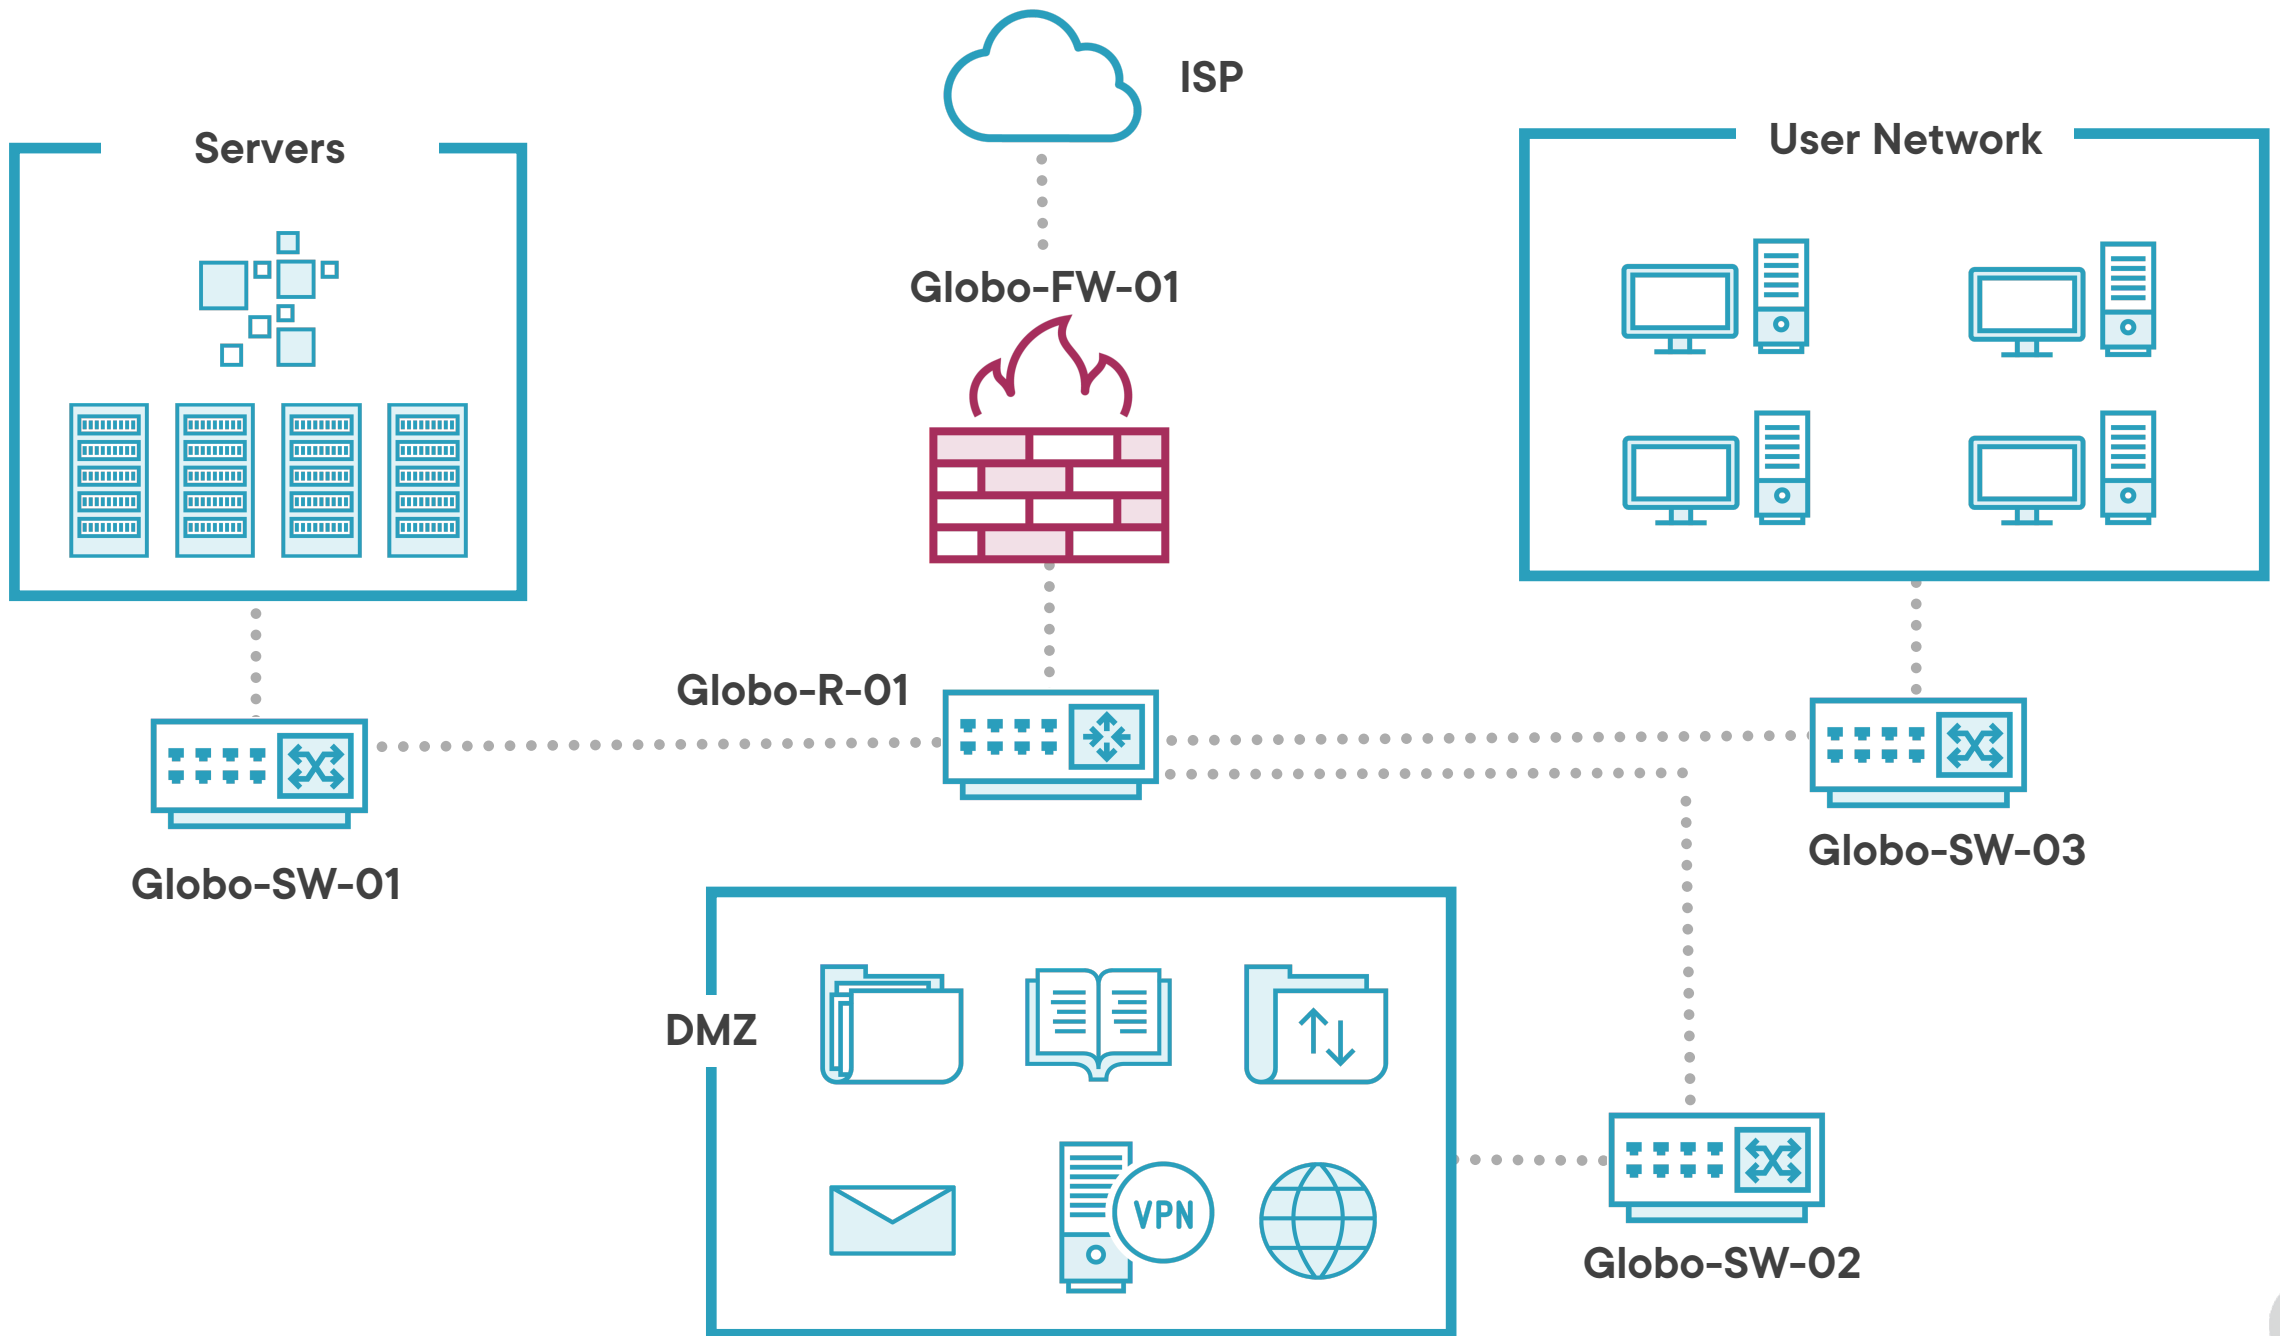 ISP
Servers
User Network
Globo-FW-01
Globo-R-01
Globo-SW-01
Globo-SW-03
DMZ
VPN
Globo-SW-02